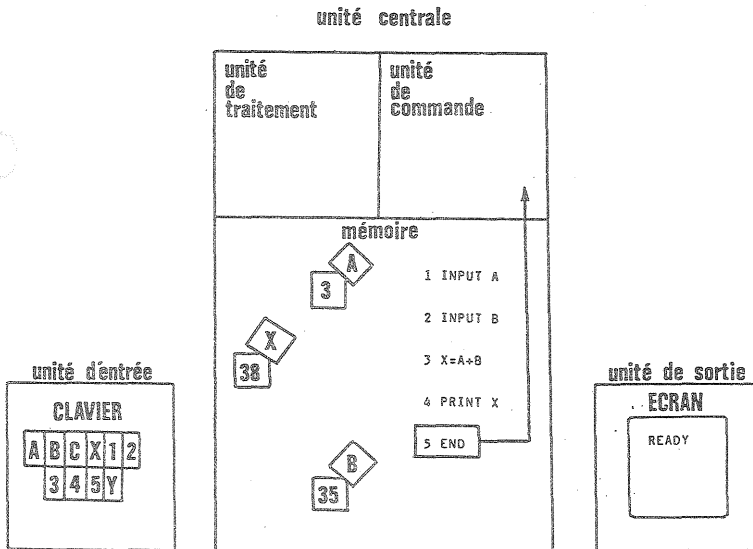 unité centrale
unité
de
traitement
unité
de
commande
mémoire
A
3
X
38
B
35
1 INPUT A
2 INPUT B
3 X=A+B
4 PRINT X
5 END
unité d'entrée
CLAVIER
A B C X 1 2
3 4 5 Y
unité de sortie
ECRAN
READY